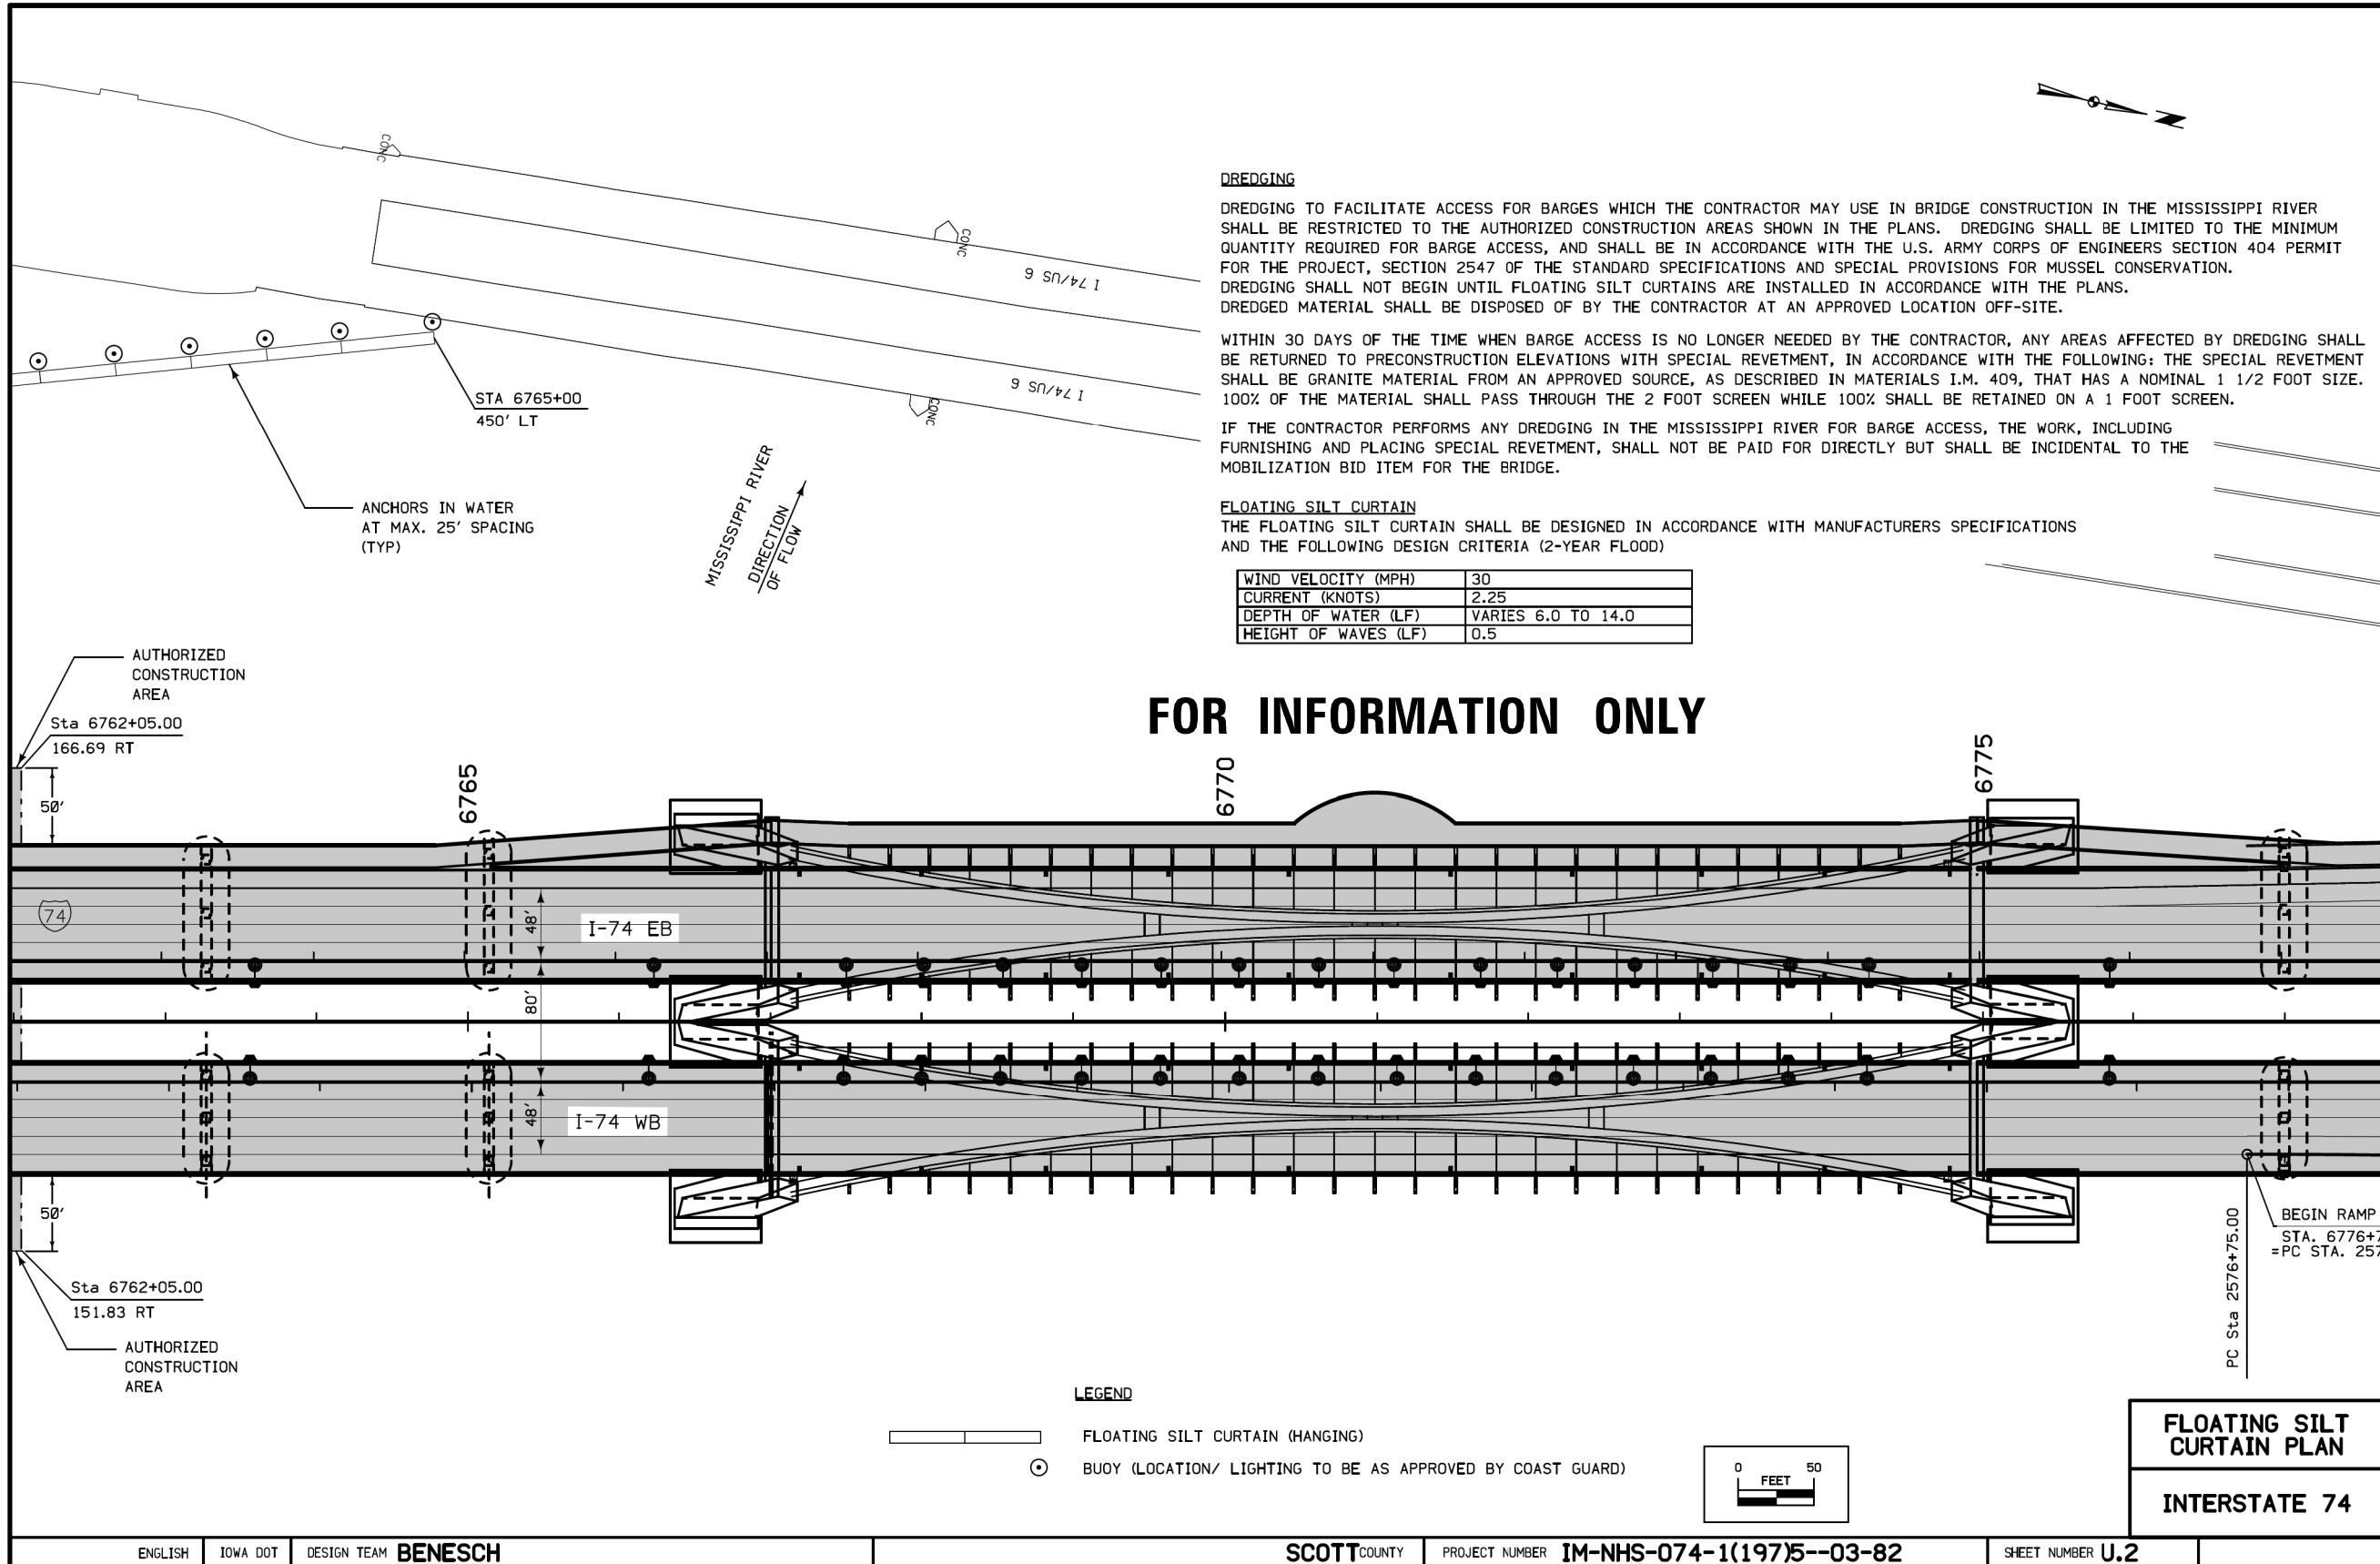 CONC
CONC
I 74/US 6
I 74/US 6
CONC
STA 6765+00
450' LT
ANCHORS IN WATER
AT MAX. 25' SPACING
(TYP)
MISSISSIPPI RIVER
DIRECTION
OF FLOW
N
DREDGING
DREDGING TO FACILITATE ACCESS FOR BARGES WHICH THE CONTRACTOR MAY USE IN BRIDGE CONSTRUCTION IN THE MISSISSIPPI RIVER
SHALL BE RESTRICTED TO THE AUTHORIZED CONSTRUCTION AREAS SHOWN IN THE PLANS. DREDGING SHALL BE LIMITED TO THE MINIMUM
QUANTITY REQUIRED FOR BARGE ACCESS, AND SHALL BE IN ACCORDANCE WITH THE U.S. ARMY CORPS OF ENGINEERS SECTION 404 PERMIT
FOR THE PROJECT, SECTION 2547 OF THE STANDARD SPECIFICATIONS AND SPECIAL PROVISIONS FOR MUSSEL CONSERVATION.
DREDGING SHALL NOT BEGIN UNTIL FLOATING SILT CURTAINS ARE INSTALLED IN ACCORDANCE WITH THE PLANS.
DREDGED MATERIAL SHALL BE DISPOSED OF BY THE CONTRACTOR AT AN APPROVED LOCATION OFF-SITE.
WITHIN 30 DAYS OF THE TIME WHEN BARGE ACCESS IS NO LONGER NEEDED BY THE CONTRACTOR, ANY AREAS AFFECTED BY DREDGING SHALL
BE RETURNED TO PRECONSTRUCTION ELEVATIONS WITH SPECIAL REVETMENT, IN ACCORDANCE WITH THE FOLLOWING: THE SPECIAL REVETMENT
SHALL BE GRANITE MATERIAL FROM AN APPROVED SOURCE, AS DESCRIBED IN MATERIALS I.M. 409, THAT HAS A NOMINAL 1 1/2 FOOT SIZE.
100% OF THE MATERIAL SHALL PASS THROUGH THE 2 FOOT SCREEN WHILE 100% SHALL BE RETAINED ON A 1 FOOT SCREEN.
IF THE CONTRACTOR PERFORMS ANY DREDGING IN THE MISSISSIPPI RIVER FOR BARGE ACCESS, THE WORK, INCLUDING
FURNISHING AND PLACING SPECIAL REVETMENT, SHALL NOT BE PAID FOR DIRECTLY BUT SHALL BE INCIDENTAL TO THE
MOBILIZATION BID ITEM FOR THE BRIDGE.
FLOATING SILT CURTAIN
THE FLOATING SILT CURTAIN SHALL BE DESIGNED IN ACCORDANCE WITH MANUFACTURERS SPECIFICATIONS
AND THE FOLLOWING DESIGN CRITERIA (2-YEAR FLOOD)
WIND VELOCITY (MPH) 30
CURRENT (KNOTS) 2.25
DEPTH OF WATER (LF) VARIES 6.0 TO 14.0
HEIGHT OF WAVES (LF) 0.5
FOR INFORMATION ONLY
AUTHORIZED
CONSTRUCTION
AREA
Sta 6762+05.00
166.69 RT
50'
6765
6770
6775
74
48'
I-74 EB
80'
48'
I-74 WB
50'
Sta 6762+05.00
151.83 RT
AUTHORIZED
CONSTRUCTION
AREA
PC Sta 2576+75.00
BEGIN RAMP
STA. 6776+7
=PC STA. 257
LEGEND
FLOATING SILT CURTAIN (HANGING)
BUOY (LOCATION/ LIGHTING TO BE AS APPROVED BY COAST GUARD)
0 50
FEET
FLOATING SILT
CURTAIN PLAN
INTERSTATE 74
ENGLISH IOWA DOT DESIGN TEAM BENESCH SCOTT COUNTY PROJECT NUMBER IM-NHS-074-1(197)5--03-82 SHEET NUMBER U.2